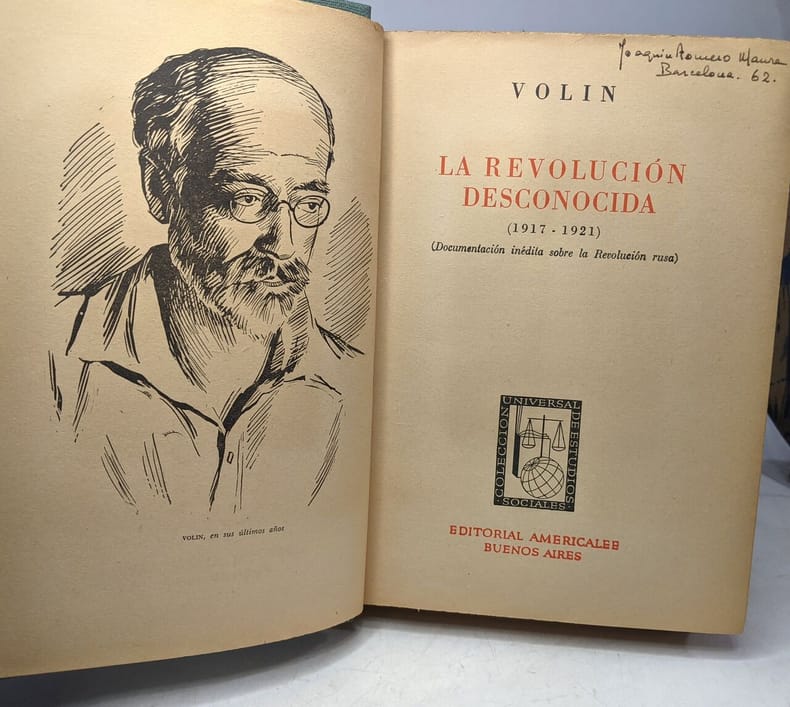 VOLIN, en sus últimos años
Joaquín Romero Maura
Barcelona. 62.
VOLIN
LA REVOLUCIÓN
DESCONOCIDA
(1917 - 1921)
(Documentación inédita sobre la Revolución rusa)
COLECCIÓN
UNIVERSAL
DE ESTUDIOS
SOCIALES
EDITORIAL AMERICALEE
BUENOS AIRES